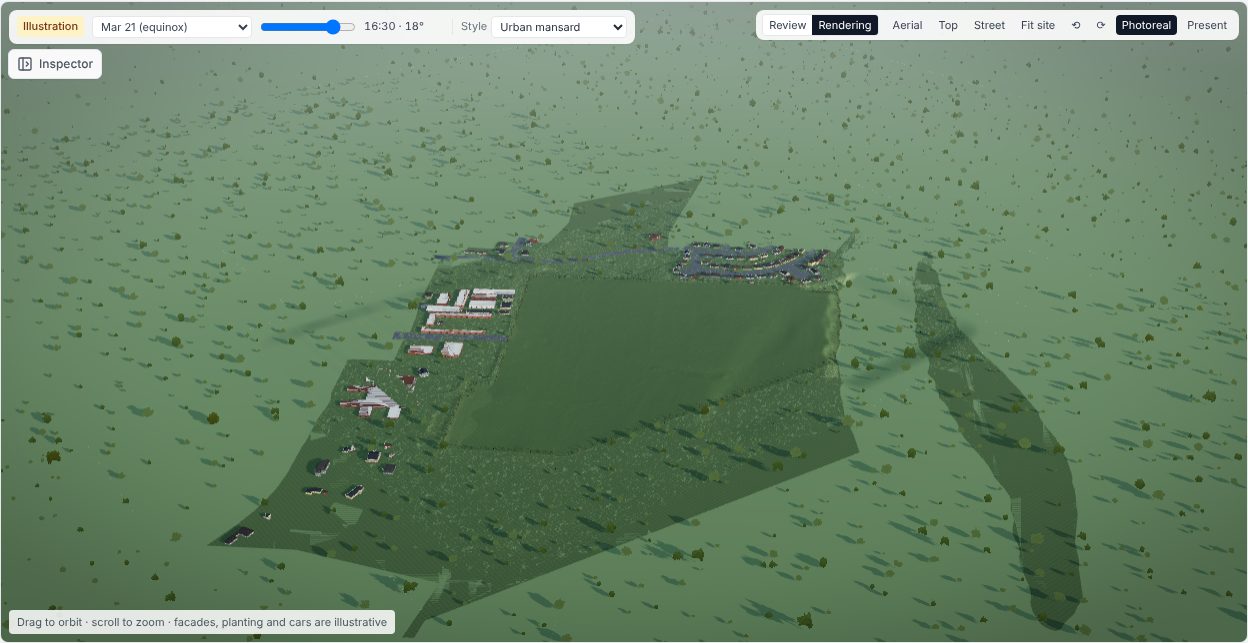 Illustration Mar 21 (equinox) 16:30 · 18° Style Urban mansard Review Rendering Aerial Top Street Fit site ⟲ ⟳ Photoreal Present
Inspector
Drag to orbit · scroll to zoom · facades, planting and cars are illustrative